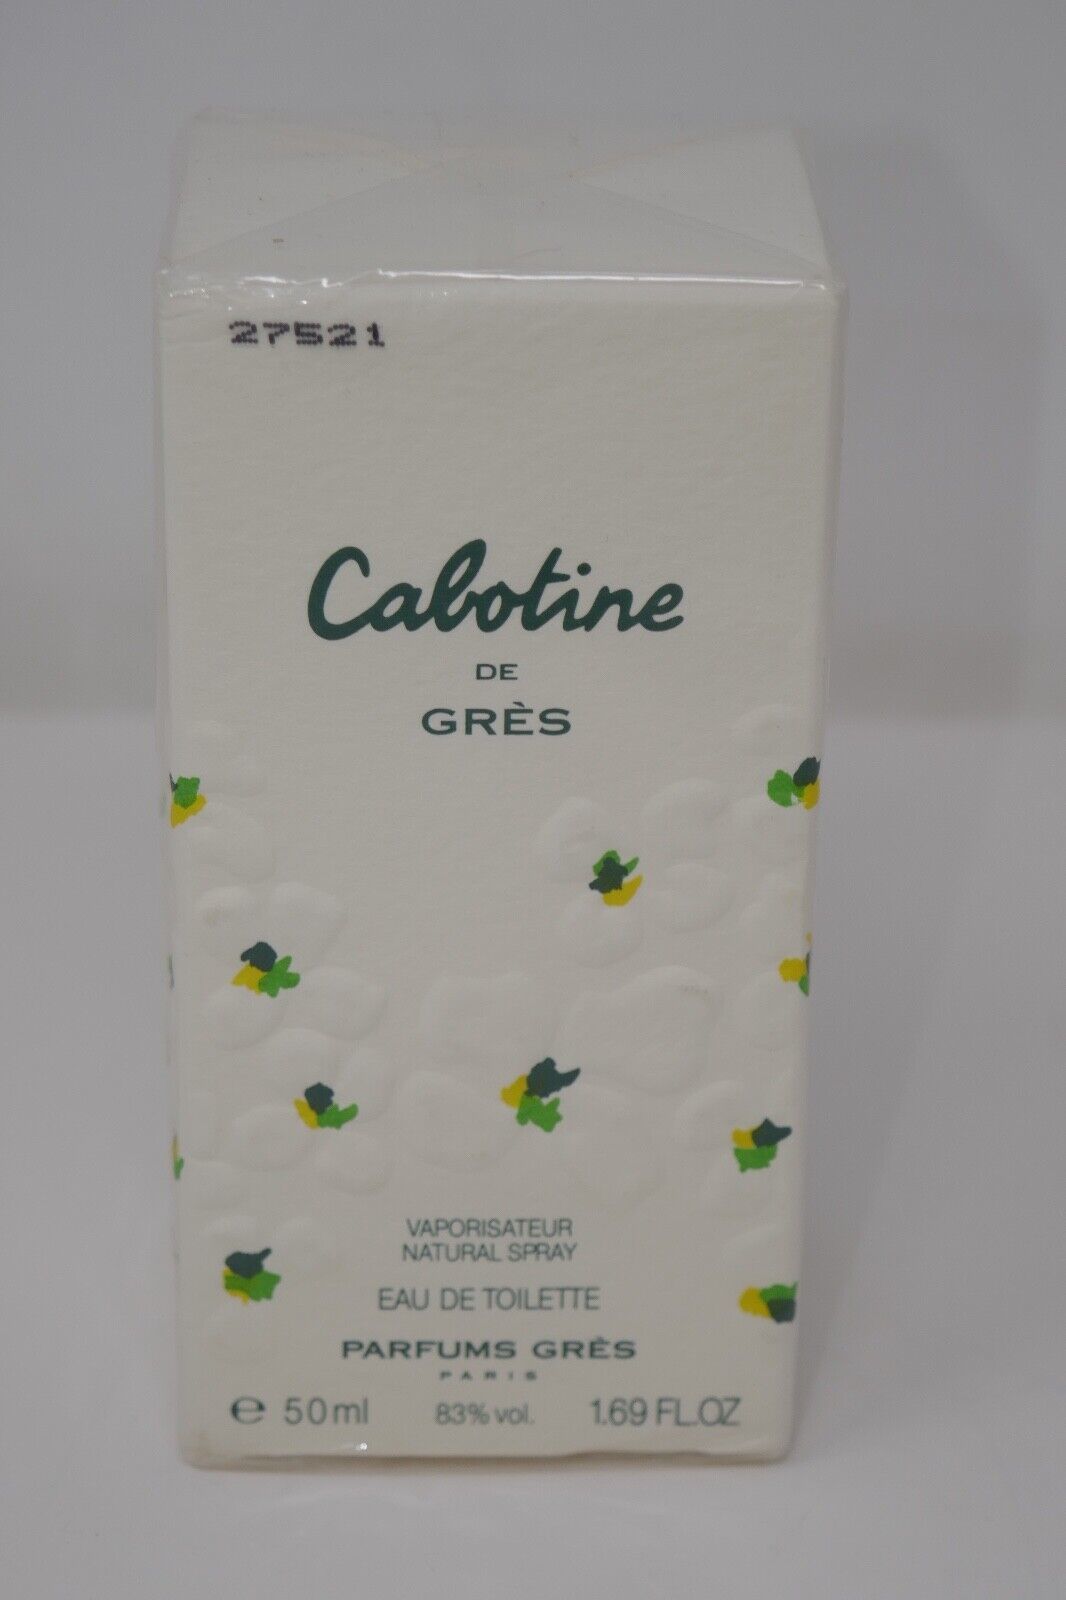 27521
Cabotine
DE
GRÈS
VAPORISATEUR
NATURAL SPRAY
EAU DE TOILETTE
PARFUMS GRÈS
PARIS
e 50ml 83% vol. 1.69 FL.OZ